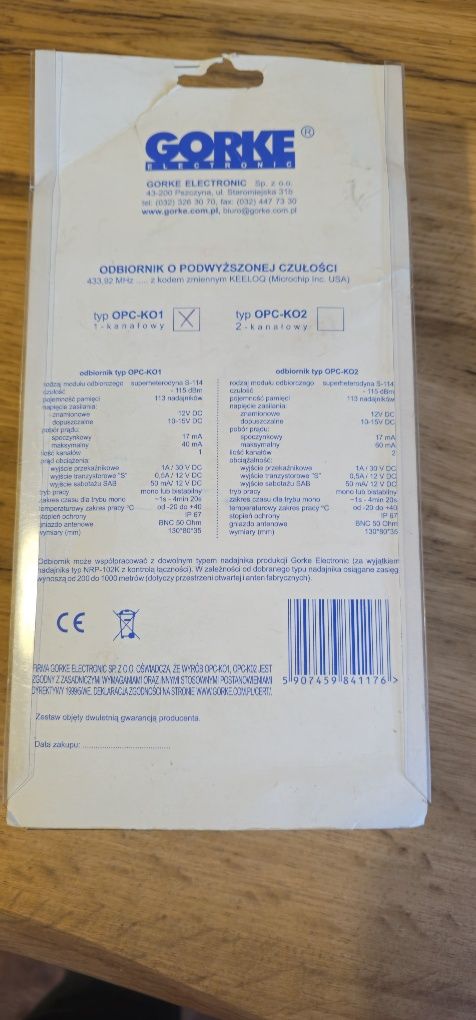 GORKE®
ELECTRONIC
GORKE ELECTRONIC Sp. z o.o.
43-200 Pszczyna, ul. Staromiejska 31b
tel: (032) 326 30 70, fax: (032) 447 73 30
www.gorke.com.pl, biuro@gorke.com.pl
ODBIORNIK O PODWYŻSZONEJ CZUŁOŚCI
433,92 MHz ..... z kodem zmiennym KEELOQ (Microchip Inc. USA)
typ OPC-KO1
1-kanałowy
typ OPC-KO2
2-kanałowy
odbiornik typ OPC-KO1
rodzaj modułu odbiorczego superheterodyna S-114
czułość - 115 dBm
pojemność pamięci 113 nadajników
napięcie zasilania:
znamionowe 12V DC
dopuszczalne 10-15V DC
pobór prądu:
spoczynkowy 17 mA
maksymalny 40 mA
ilość kanałów 1
prąd obciążenia:
wyjście przekaźnikowe 1A / 30 V DC
wyjście tranzystorowe "S" 0,5A / 12 V DC
wyjście sabotażu SAB 50 mA/ 12 V DC
tryb pracy mono lub bistabilny
zakres czasu dla trybu mono ~1s - 4min 20s
temperaturowy zakres pracy °C od -20 do +40
stopień ochrony IP 67
gniazdo antenowe BNC 50 Ohm
wymiary (mm) 130*80*35
odbiornik typ OPC-KO2
rodzaj modułu odbiorczego superheterodyna S-114
czułość - 115 dBm
pojemność pamięci 113 nadajników
napięcie zasilania:
znamionowe 12V DC
dopuszczalne 10-15V DC
pobór prądu:
spoczynkowy 17 mA
maksymalny 60 mA
ilość kanałów 2
obciążalność:
wyjście przekaźnikowe 1A / 30 V DC
wyjście tranzystorowe "S" 0,5A / 12 V DC
wyjście sabotażu SAB 50 mA/ 12 V DC
tryb pracy mono lub bistabilny
zakres czasu dla trybu mono ~1s - 4min 20s
temperaturowy zakres pracy °C od -20 do +40
stopień ochrony IP 67
gniazdo antenowe BNC 50 Ohm
wymiary (mm) 130*80*35
Odbiornik może współpracować z dowolnym typem nadajnika produkcji Gorke Electronic (za wyjątkiem
nadajnika typ NRP-102K z kontrolą łączności). W zależności od dobranego typu nadajnika osiągane zasięgi
wynoszą od 200 do 1000 metrów (dotyczy przestrzeni otwartej i anten fabrycznych).
CE
FIRMA GORKE ELECTRONIC SP. Z O.O. OŚWIADCZA, ŻE WYRÓB OPC-KO1, OPC-KO2 JEST
ZGODNY Z ZASADNICZYMI WYMAGANIAMI ORAZ INNYMI STOSOWNYMI POSTANOWIENIAMI
DYREKTYWY 1999/5/WE. DEKLARACJA ZGODNOŚCI NA STRONIE WWW.GORKE.COM.PL/CERT/.
5 907459 841176 >
Zestaw objęty dwuletnią gwarancją producenta.
Data zakupu: ..............................